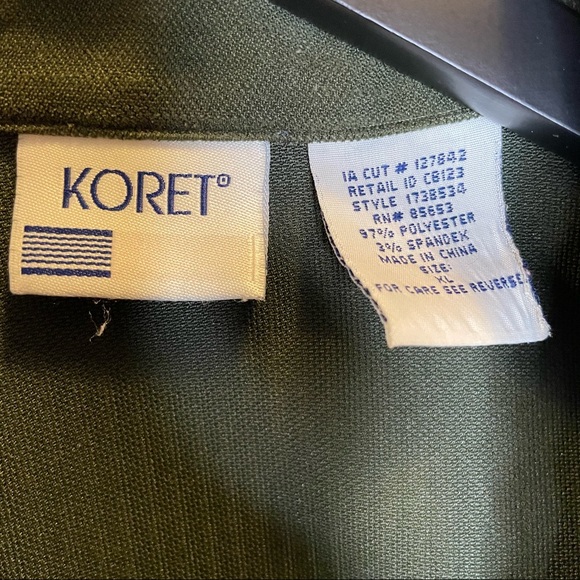 KORET
IA CUT # 127842
RETAIL ID CB123
STYLE 1738534
RN# 85653
97% POLYESTER
3% SPANDEX
MADE IN CHINA
SIZE:
XL
FOR CARE SEE REVERSE